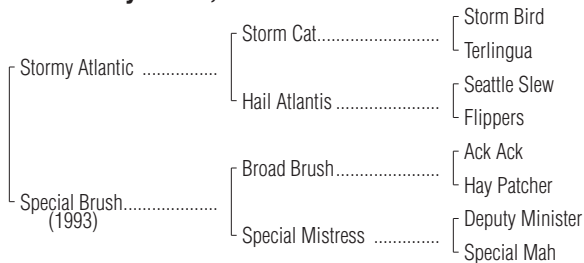 Storm Bird
Storm Cat
Terlingua
Stormy Atlantic
Seattle Slew
Hail Atlantis
Flippers
Ack Ack
Broad Brush
Hay Patcher
Special Brush
(1993)
Deputy Minister
Special Mistress
Special Mah